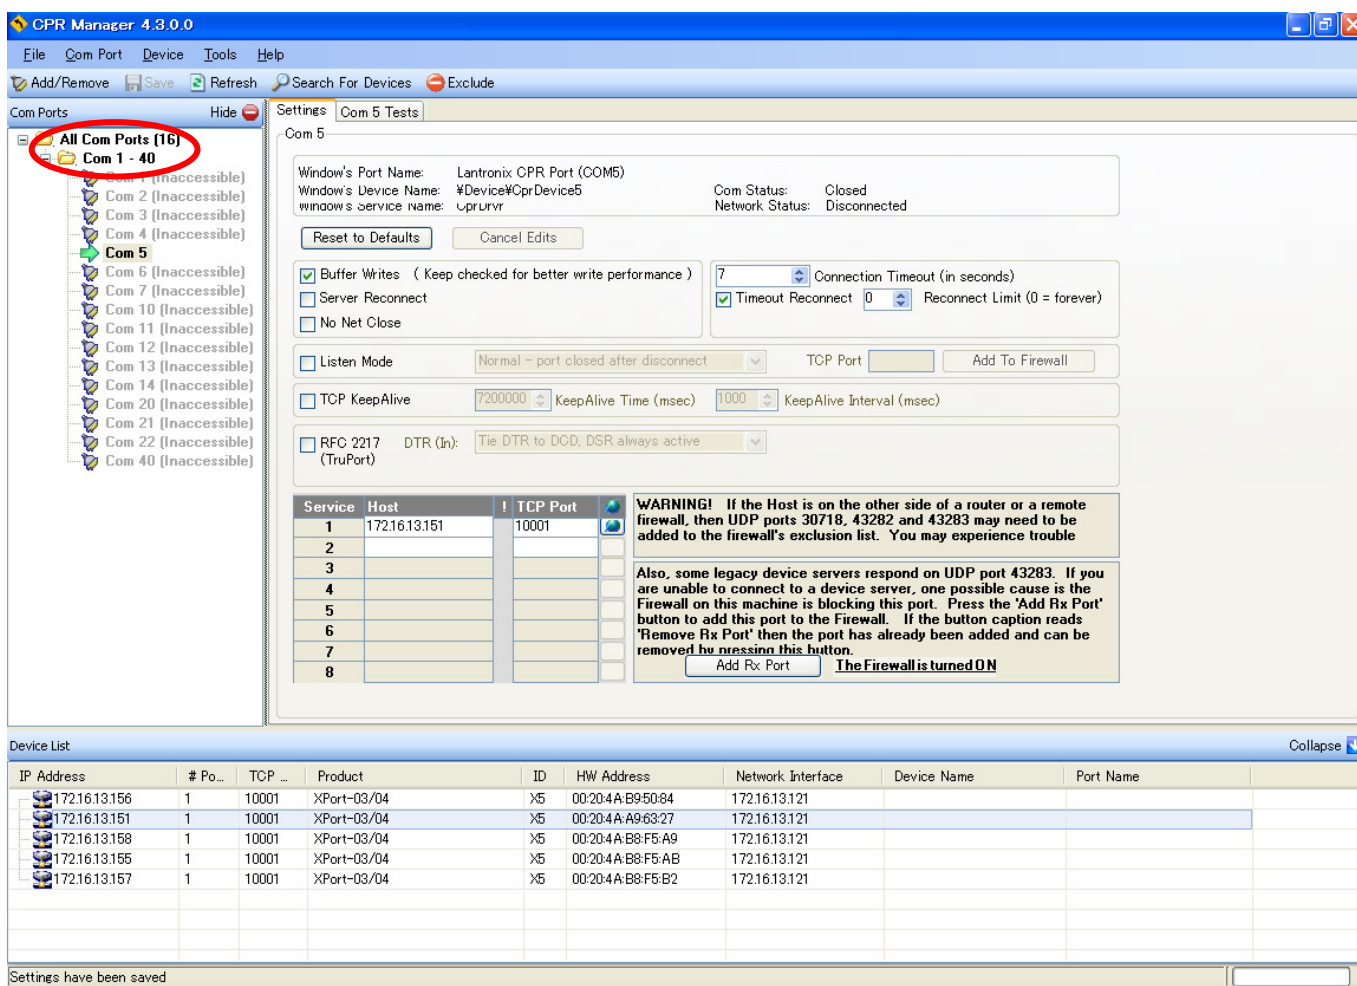 CPR Manager 4.3.0.0
File Com Port Device Tools Help
Add/Remove Save Refresh Search For Devices Exclude
Com Ports Hide
All Com Ports (16)
Com 1 - 40
Com 1 (Inaccessible)
Com 2 (Inaccessible)
Com 3 (Inaccessible)
Com 4 (Inaccessible)
Com 5
Com 6 (Inaccessible)
Com 7 (Inaccessible)
Com 10 (Inaccessible)
Com 11 (Inaccessible)
Com 12 (Inaccessible)
Com 13 (Inaccessible)
Com 14 (Inaccessible)
Com 20 (Inaccessible)
Com 21 (Inaccessible)
Com 22 (Inaccessible)
Com 40 (Inaccessible)
Settings Com 5 Tests
Com 5
Window's Port Name: Lantronix CPR Port (COM5)
Window's Device Name: ¥Device¥CprDevice5 Com Status: Closed
Window's Service Name: CprDrvr Network Status: Disconnected
Reset to Defaults Cancel Edits
Buffer Writes ( Keep checked for better write performance )
Server Reconnect
No Net Close
7 Connection Timeout (in seconds)
Timeout Reconnect 0 Reconnect Limit (0 = forever)
Listen Mode Normal - port closed after disconnect TCP Port Add To Firewall
TCP KeepAlive 7200000 KeepAlive Time (msec) 1000 KeepAlive Interval (msec)
RFC 2217 DTR (In): Tie DTR to DCD, DSR always active
(TruPort)
Service Host ! TCP Port
1 172.16.13.151 10001
2
3
4
5
6
7
8
WARNING! If the Host is on the other side of a router or a remote
firewall, then UDP ports 30718, 43282 and 43283 may need to be
added to the firewall's exclusion list. You may experience trouble
Also, some legacy device servers respond on UDP port 43283. If you
are unable to connect to a device server, one possible cause is the
Firewall on this machine is blocking this port. Press the 'Add Rx Port'
button to add this port to the Firewall. If the button caption reads
'Remove Rx Port' then the port has already been added and can be
removed by pressing this button.
Add Rx Port The Firewall is turned ON
Device List Collapse
IP Address # Po... TCP ... Product ID HW Address Network Interface Device Name Port Name
172.16.13.156 1 10001 XPort-03/04 X5 00:20:4A:B9:50:84 172.16.13.121
172.16.13.151 1 10001 XPort-03/04 X5 00:20:4A:A9:63:27 172.16.13.121
172.16.13.158 1 10001 XPort-03/04 X5 00:20:4A:B8:F5:A9 172.16.13.121
172.16.13.155 1 10001 XPort-03/04 X5 00:20:4A:B8:F5:AB 172.16.13.121
172.16.13.157 1 10001 XPort-03/04 X5 00:20:4A:B8:F5:B2 172.16.13.121
Settings have been saved